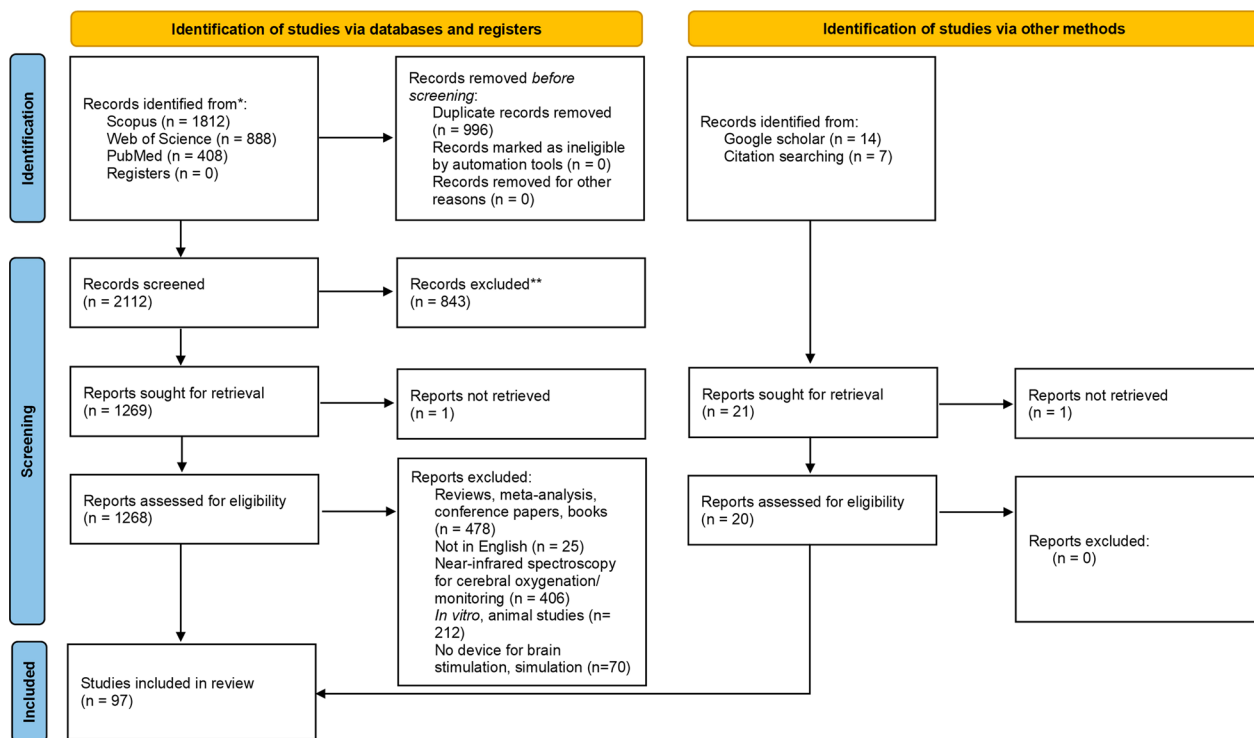 Identification of studies via databases and registers
Identification of studies via other methods
Identification
Records identified from*:
Scopus (n = 1812)
Web of Science (n = 888)
PubMed (n = 408)
Registers (n = 0)
Records removed before
screening:
Duplicate records removed
(n = 996)
Records marked as ineligible
by automation tools (n = 0)
Records removed for other
reasons (n = 0)
Records identified from:
Google scholar (n = 14)
Citation searching (n = 7)
Screening
Records screened
(n = 2112)
Records excluded**
(n = 843)
Reports sought for retrieval
(n = 1269)
Reports not retrieved
(n = 1)
Reports sought for retrieval
(n = 21)
Reports not retrieved
(n = 1)
Reports assessed for eligibility
(n = 1268)
Reports excluded:
Reviews, meta-analysis,
conference papers, books
(n = 478)
Not in English (n = 25)
Near-infrared spectroscopy
for cerebral oxygenation/
monitoring (n = 406)
In vitro, animal studies (n=
212)
No device for brain
stimulation, simulation (n=70)
Reports assessed for eligibility
(n = 20)
Reports excluded:
(n = 0)
Included
Studies included in review
(n = 97)